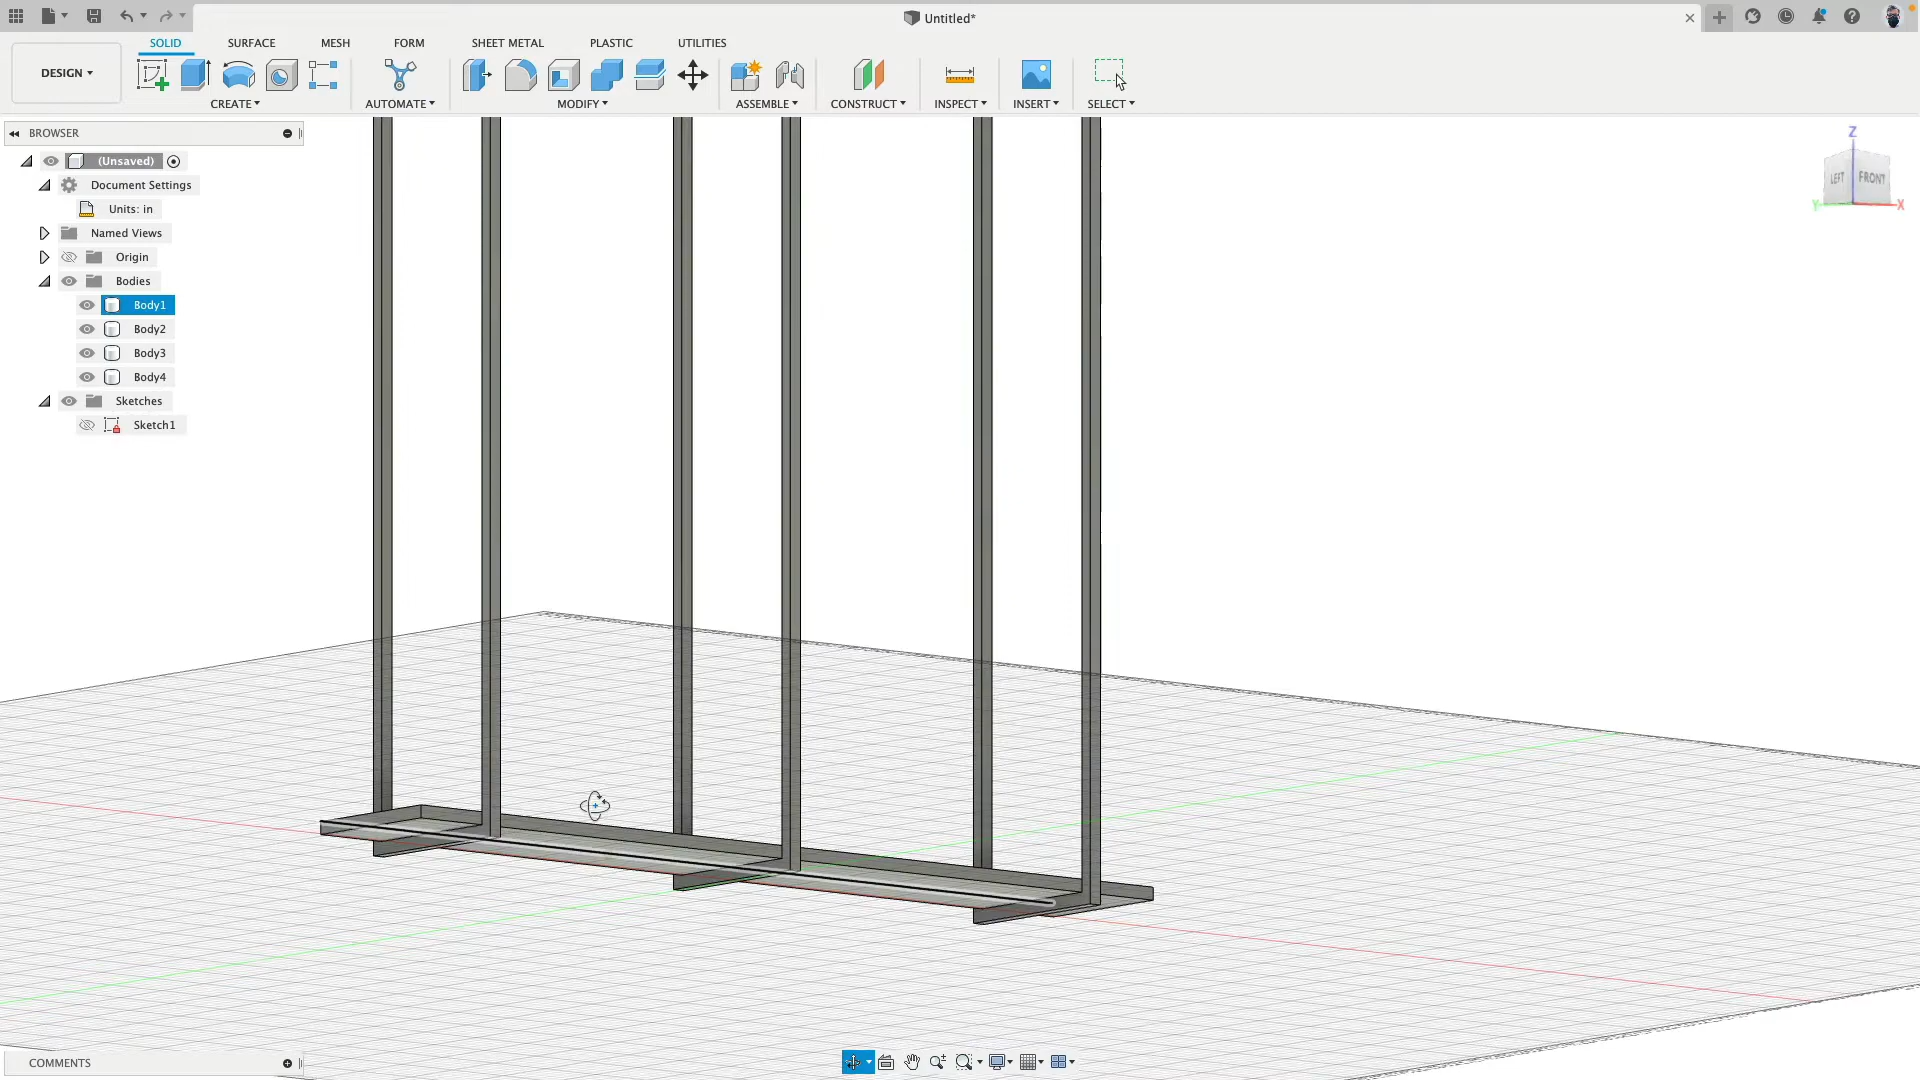 Untitled*
DESIGN
SOLID
SURFACE
MESH
FORM
SHEET METAL
PLASTIC
UTILITIES
CREATE
AUTOMATE
MODIFY
ASSEMBLE
CONSTRUCT
INSPECT
INSERT
SELECT
BROWSER
(Unsaved)
Document Settings
Units: in
Named Views
Origin
Bodies
Body1
Body2
Body3
Body4
Sketches
Sketch1
Z
LEFT
FRONT
Y
X
COMMENTS